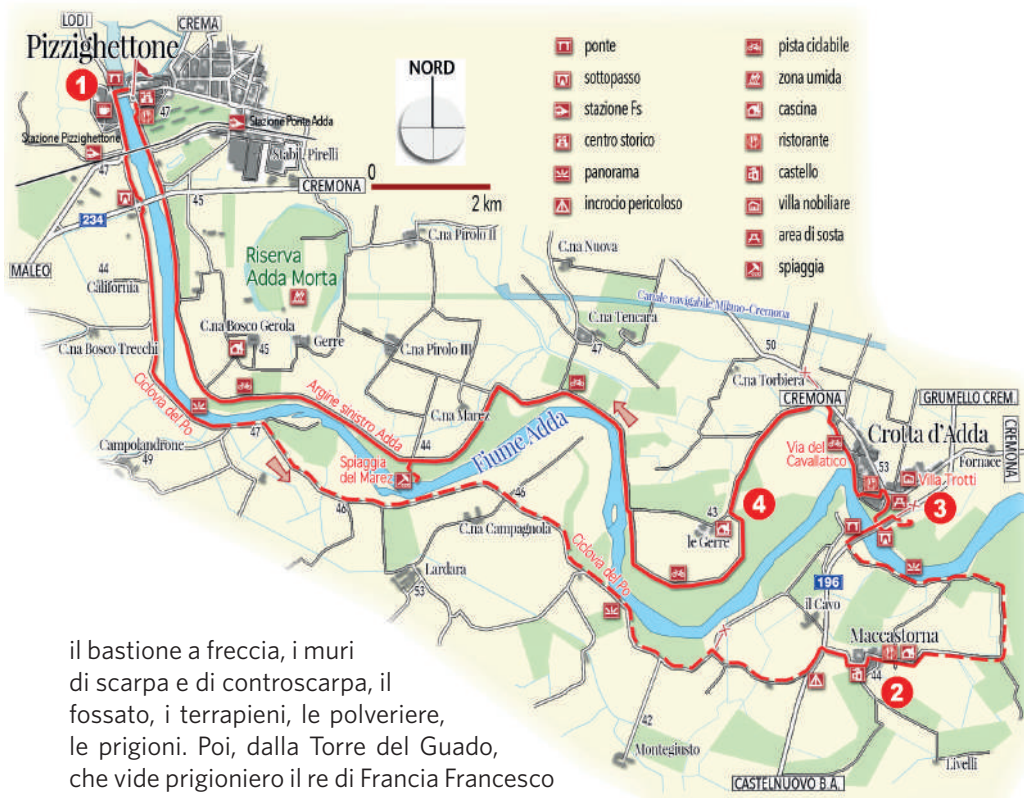 LODI
CREMA
Pizzighettone
1
47
Stazione Ponte Adda
Stazione Pizzighettone
47
Stabil. Pirelli
CREMONA
45
234
MALEO
44
California
NORD
0
2 km
ponte
sottopasso
stazione Fs
centro storico
panorama
incrocio pericoloso
pista ciclabile
zona umida
cascina
ristorante
castello
villa nobiliare
area di sosta
spiaggia
Riserva
Adda Morta
C.na Pirolo II
C.na Nuova
Canale navigabile Milano-Cremona
C.na Bosco Gerola
45
Gerre
C.na Pirolo III
C.na Tencara
47
50
C.na Bosco Trecchi
Ciclovia del Po
Argine sinistro Adda
C.na Marez
44
C.na Torbiera
CREMONA
GRUMELLO CREM.
CREMONA
Crotta d'Adda
Fornace
Via del
Cavallatico
53
Villa Trotti
3
Campolandrone
49
47
Spiaggia
del Marez
Fiume Adda
46
46
C.na Campagnola
43
le Gerre
4
Lardara
53
Ciclovia del Po
196
il Cavo
Maccastorna
44
2
42
Montegiusto
Livelli
CASTELNUOVO B.A.
il bastione a freccia, i muri
di scarpa e di controscarpa, il
fossato, i terrapieni, le polveriere,
le prigioni. Poi, dalla Torre del Guado,
che vide prigioniero il re di Francia Francesco